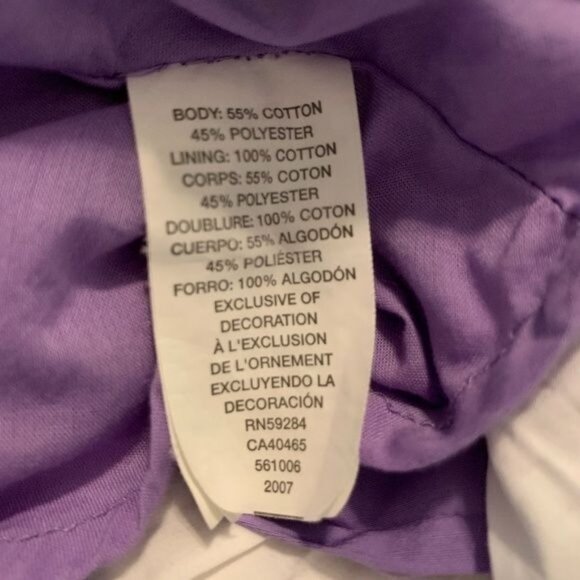 BODY: 55% COTTON
45% POLYESTER
LINING: 100% COTTON
CORPS: 55% COTON
45% POLYESTER
DOUBLURE: 100% COTON
CUERPO: 55% ALGODÓN
45% POLIÉSTER
FORRO: 100% ALGODÓN
EXCLUSIVE OF
DECORATION
À L'EXCLUSION
DE L'ORNEMENT
EXCLUYENDO LA
DECORACIÓN
RN59284
CA40465
561006
2007